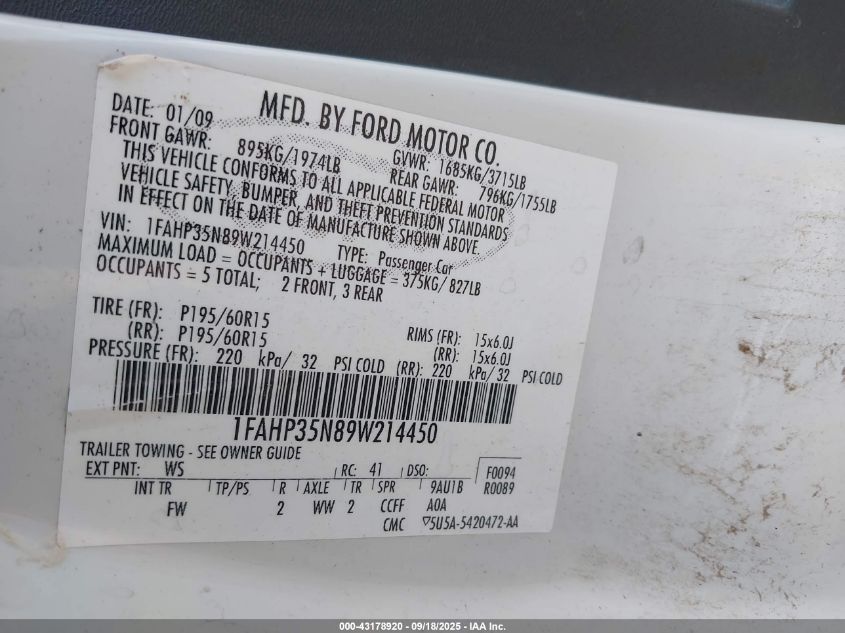 MFD. BY FORD MOTOR CO.
DATE: 01/09
GVWR: 1685KG/3715LB
FRONT GAWR: 895KG/1974LB
REAR GAWR: 796KG/1755LB
THIS VEHICLE CONFORMS TO ALL APPLICABLE FEDERAL MOTOR
VEHICLE SAFETY, BUMPER, AND THEFT PREVENTION STANDARDS
IN EFFECT ON THE DATE OF MANUFACTURE SHOWN ABOVE
VIN: 1FAHP35N89W214450
TYPE: Passenger Car
MAXIMUM LOAD = OCCUPANTS + LUGGAGE = 375KG/ 827LB
OCCUPANTS = 5 TOTAL; 2 FRONT, 3 REAR
TIRE (FR): P195/60R15 RIMS (FR): 15x6.0J
(RR): P195/60R15 (RR): 15x6.0J
PRESSURE (FR): 220 kPa/ 32 PSI COLD (RR): 220 kPa/ 32 PSI COLD
1FAHP35N89W214450
TRAILER TOWING - SEE OWNER GUIDE
EXT PNT: WS RC: 41 DSO: F0094
INT TR TP/PS R AXLE TR SPR 9AU1B R0089
FW 2 WW 2 CCFF A0A
CMC ▽5U5A-5420472-AA
000-43178920 - 09/18/2025 - IAA Inc.